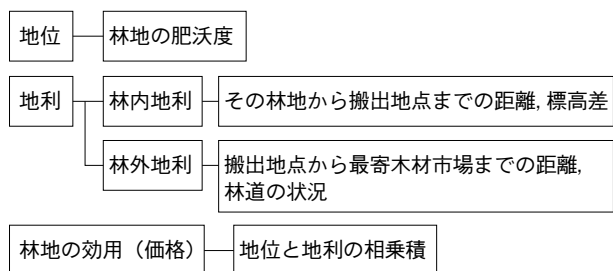 地位 林地の肥沃度
地利 林内地利 その林地から搬出地点までの距離, 標高差
林外地利 搬出地点から最寄木材市場までの距離,
林道の状況
林地の効用（価格） 地位と地利の相乗積